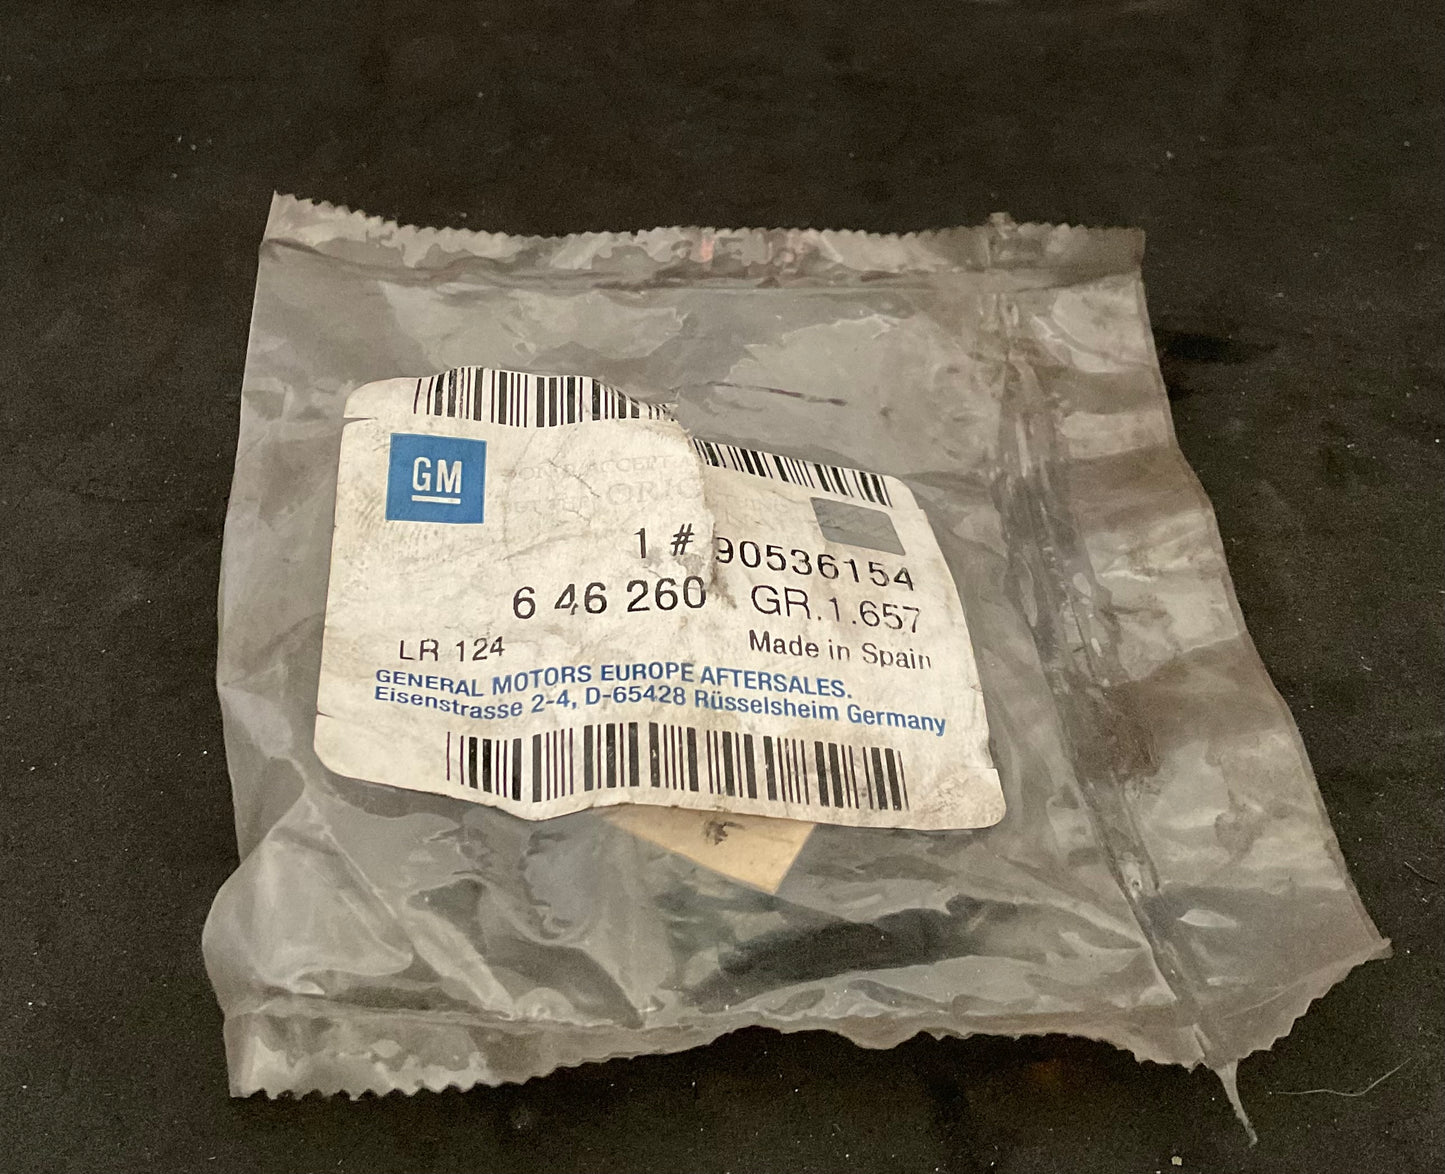 GM
1 # 90536154
6 46 260 GR.1.657
LR 124 Made in Spain
GENERAL MOTORS EUROPE AFTERSALES.
Eisenstrasse 2-4, D-65428 Rüsselsheim Germany